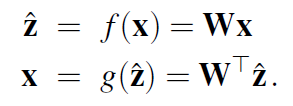 ẑ = f(x) = Wx
x = g(ẑ) = W⊤ẑ.